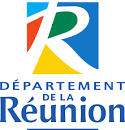 DÉPARTEMENT
DE LA
Réunion